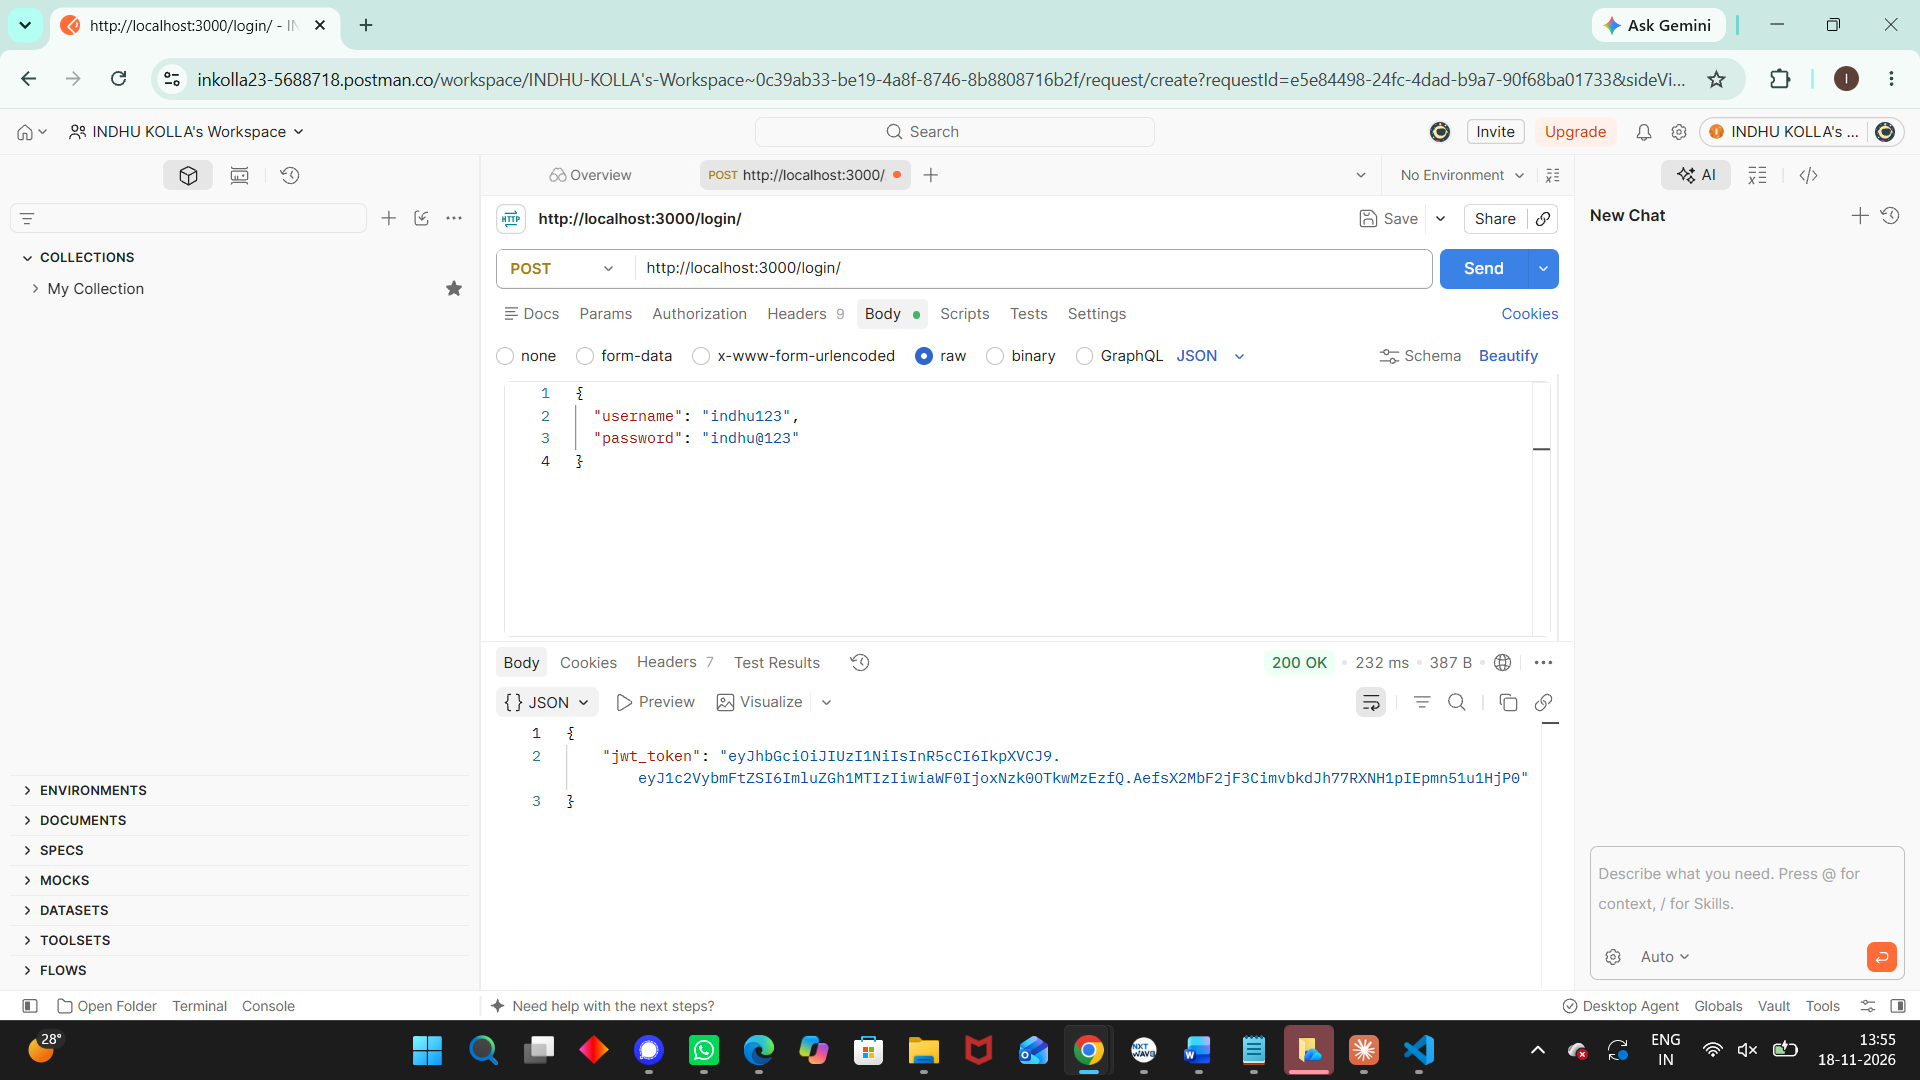 http://localhost:3000/login/ - IN
Ask Gemini
inkolla23-5688718.postman.co/workspace/INDHU-KOLLA's-Workspace~0c39ab33-be19-4a8f-8746-8b8808716b2f/request/create?requestId=e5e84498-24fc-4dad-b9a7-90f68ba01733&sideVi...
I
INDHU KOLLA's Workspace
Search
Invite
Upgrade
INDHU KOLLA's ...
Overview
POST http://localhost:3000/
No Environment
AI
HTTP http://localhost:3000/login/
Save
Share
New Chat
COLLECTIONS
My Collection
POST
http://localhost:3000/login/
Send
Docs
Params
Authorization
Headers 9
Body
Scripts
Tests
Settings
Cookies
none
form-data
x-www-form-urlencoded
raw
binary
GraphQL
JSON
Schema
Beautify
1 {
2 "username": "indhu123",
3 "password": "indhu@123"
4 }
Body
Cookies
Headers 7
Test Results
200 OK
232 ms
387 B
{} JSON
Preview
Visualize
1 {
2 "jwt_token": "eyJhbGciOiJIUzI1NiIsInR5cCI6IkpXVCJ9.
eyJ1c2VybmFtZSI6ImluZGh1MTIzIiwiaWF0IjoxNzk0OTkwMzEzfQ.AefsX2MbF2jF3CimvbkdJh77RXNH1pIEpmn51u1HjP0"
3 }
ENVIRONMENTS
DOCUMENTS
SPECS
MOCKS
DATASETS
TOOLSETS
FLOWS
Describe what you need. Press @ for
context, / for Skills.
Auto
Open Folder
Terminal
Console
Need help with the next steps?
Desktop Agent
Globals
Vault
Tools
28°
NXT
WAVE
ENG
IN
13:55
18-11-2026